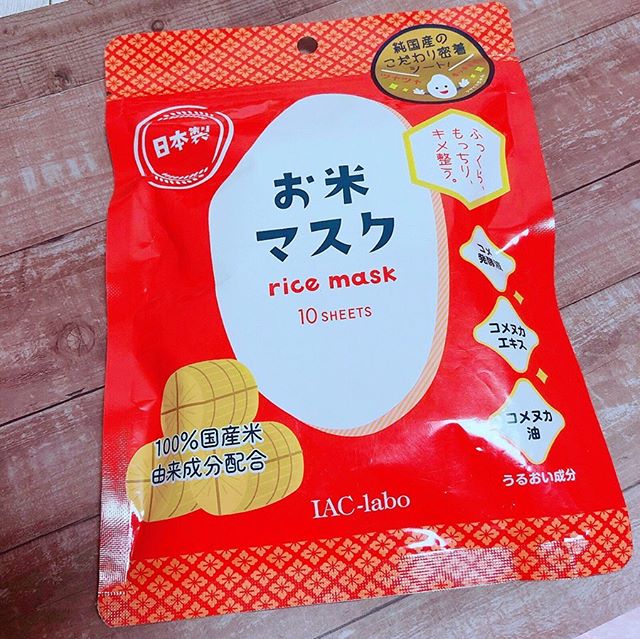 純国産の
こだわり密着
シート!
日本製
ふっくら、
もっちり、
キメ整う。
お米
マスク
rice mask
10 SHEETS
コメ
発酵液
コメヌカ
エキス
コメヌカ
油
うるおい成分
100%国産米
由来成分配合
IAC-labo